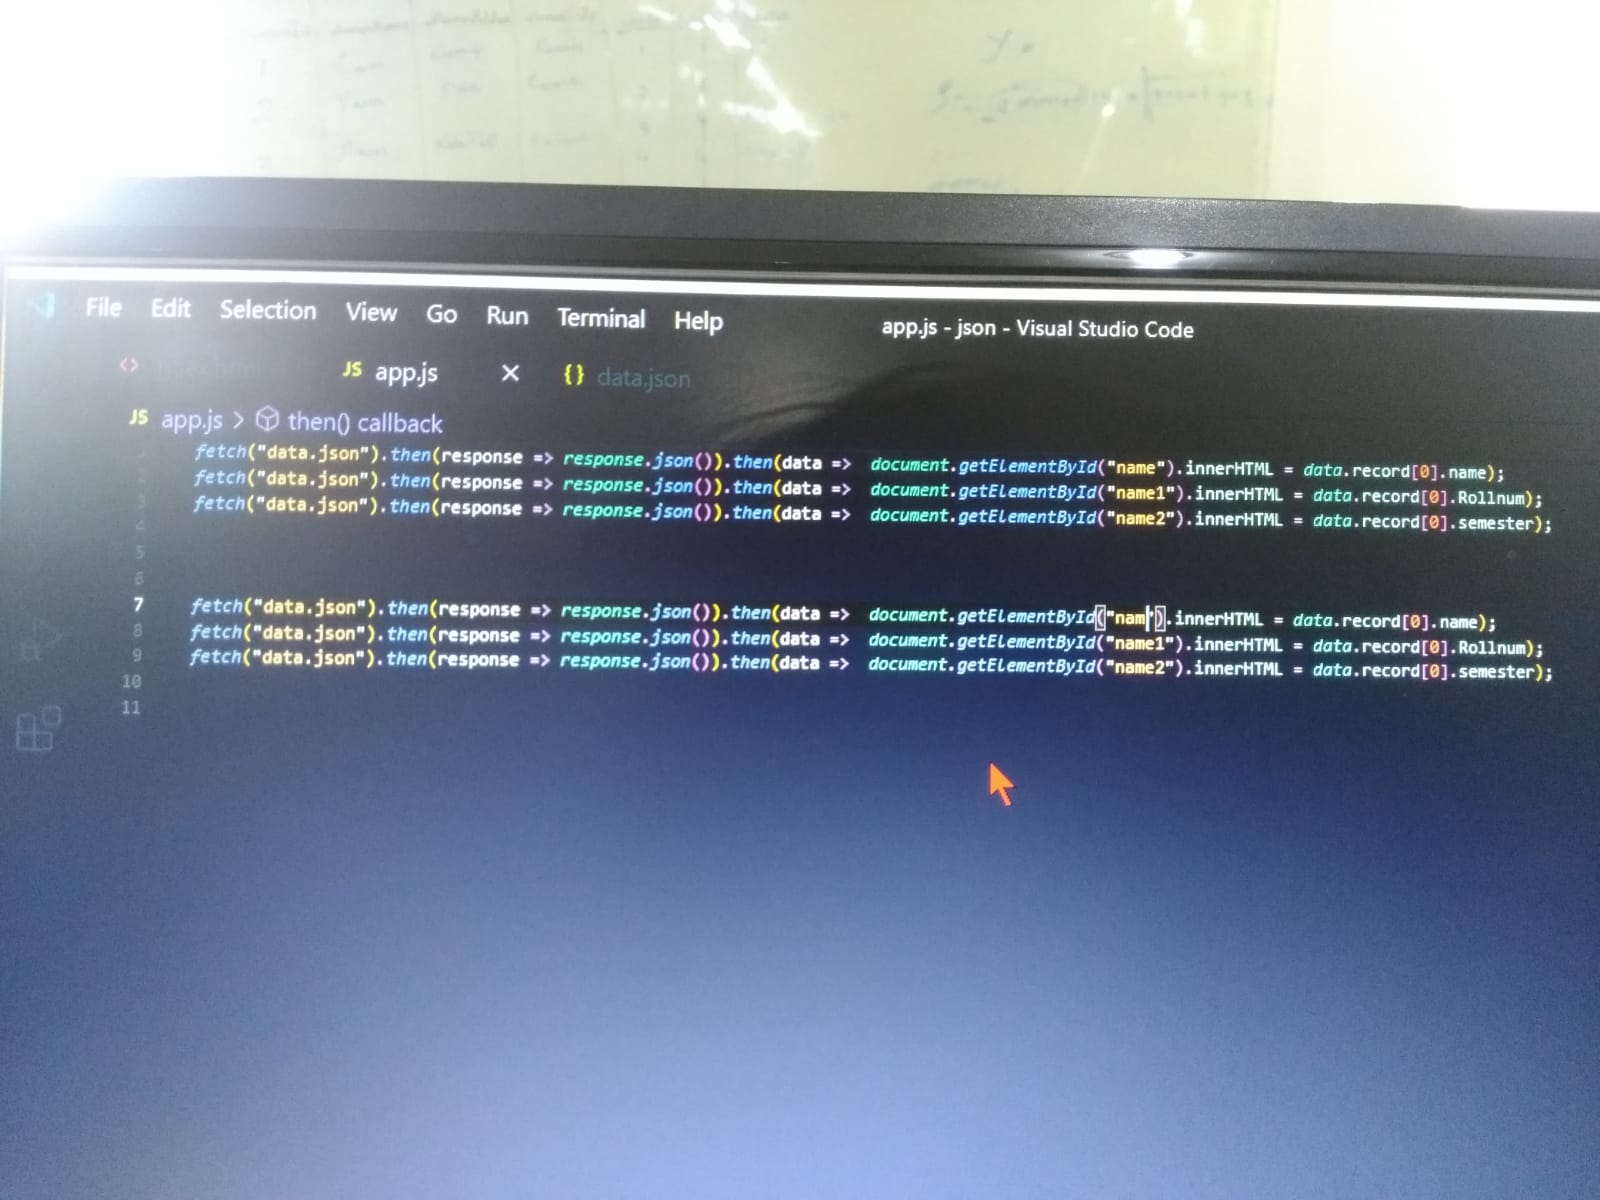 File Edit Selection View Go Run Terminal Help app.js - json - Visual Studio Code
JS app.js × {} data.json
JS app.js > then() callback
fetch("data.json").then(response => response.json()).then(data => document.getElementById("name").innerHTML = data.record[0].name);
2 fetch("data.json").then(response => response.json()).then(data => document.getElementById("name1").innerHTML = data.record[0].Rollnum);
3 fetch("data.json").then(response => response.json()).then(data => document.getElementById("name2").innerHTML = data.record[0].semester);
4
5
6
7 fetch("data.json").then(response => response.json()).then(data => document.getElementById("nam").innerHTML = data.record[0].name);
8 fetch("data.json").then(response => response.json()).then(data => document.getElementById("name1").innerHTML = data.record[0].Rollnum);
9 fetch("data.json").then(response => response.json()).then(data => document.getElementById("name2").innerHTML = data.record[0].semester);
10
11